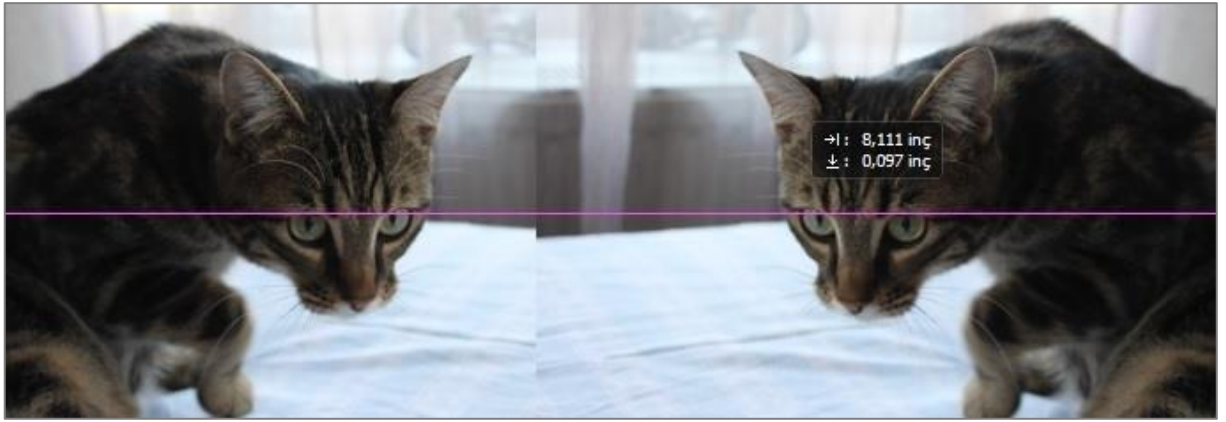 →|: 8,111 inç
↓: 0,097 inç